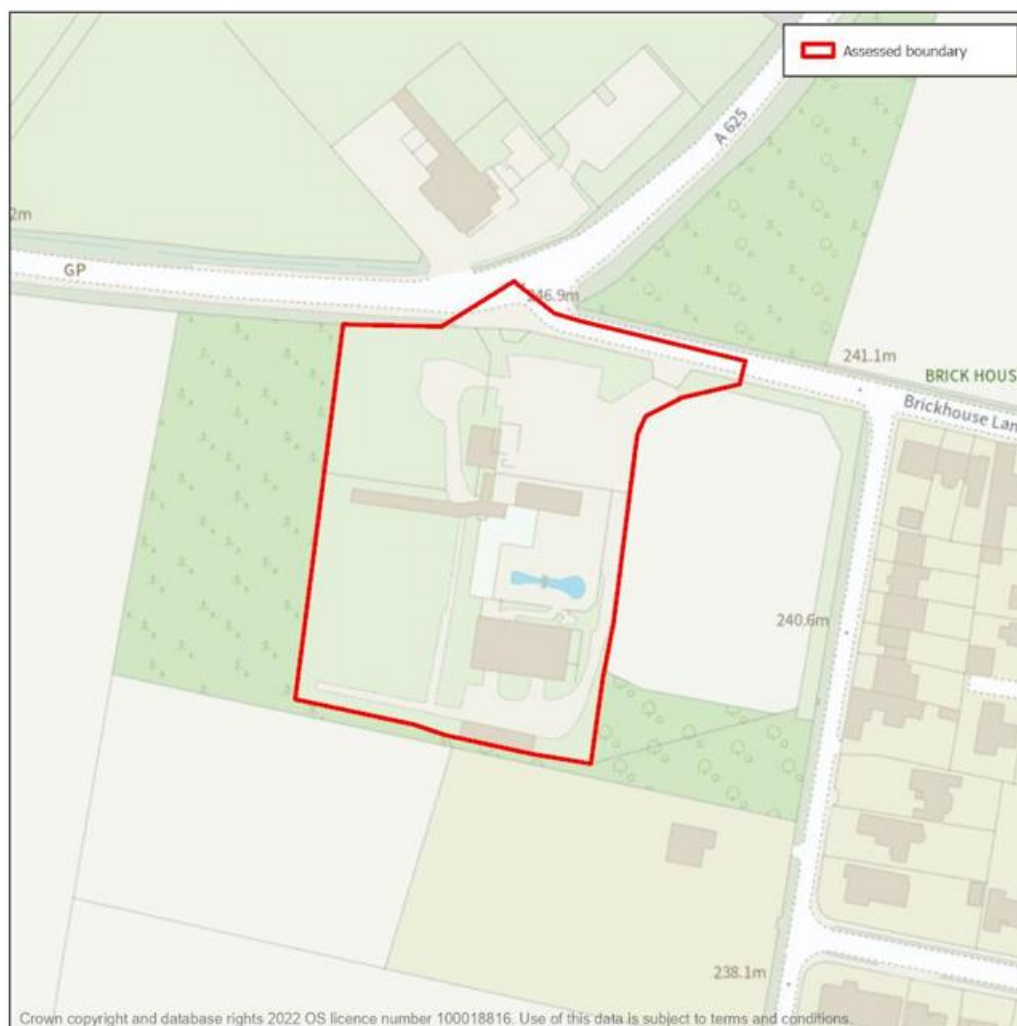 Assessed boundary
A 625
2m
GP
246.9m
241.1m
BRICK HOUS
Brickhouse Lan
240.6m
238.1m
Crown copyright and database rights 2022 OS licence number 100018816. Use of this data is subject to terms and conditions.